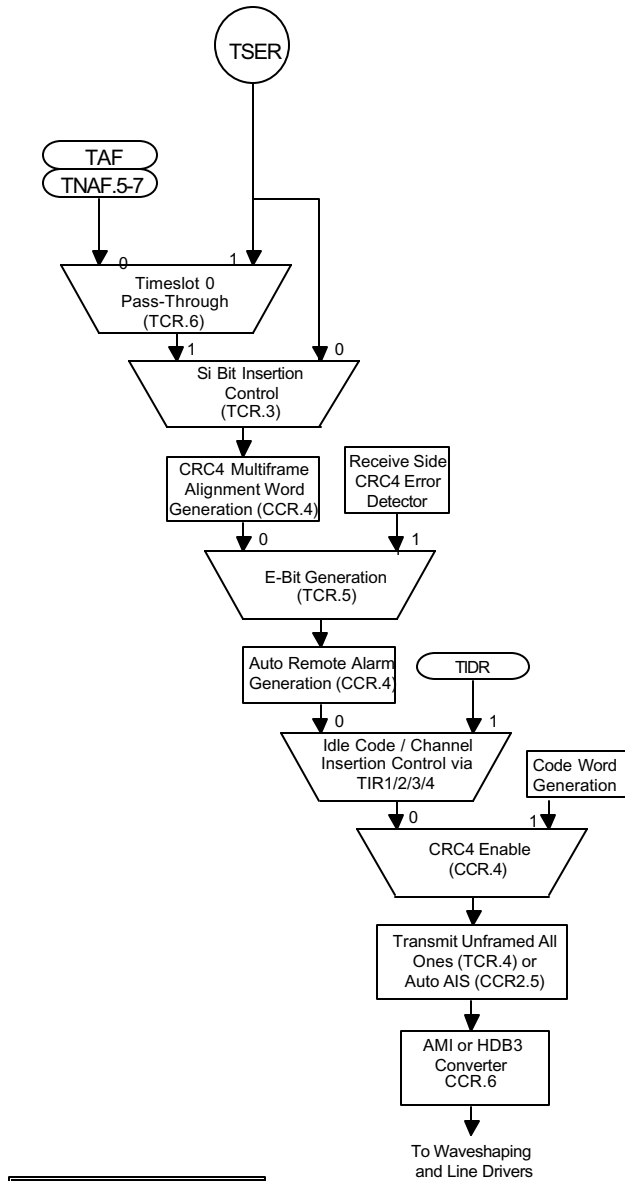 TSER
TAF
TNAF.5-7
0
1
Timeslot 0
Pass-Through
(TCR.6)
1
0
Si Bit Insertion
Control
(TCR.3)
CRC4 Multiframe
Alignment Word
Generation (CCR.4)
Receive Side
CRC4 Error
Detector
0
1
E-Bit Generation
(TCR.5)
Auto Remote Alarm
Generation (CCR.4)
TIDR
0
1
Idle Code / Channel
Insertion Control via
TIR1/2/3/4
Code Word
Generation
0
1
CRC4 Enable
(CCR.4)
Transmit Unframed All
Ones (TCR.4) or
Auto AIS (CCR2.5)
AMI or HDB3
Converter
CCR.6
To Waveshaping
and Line Drivers